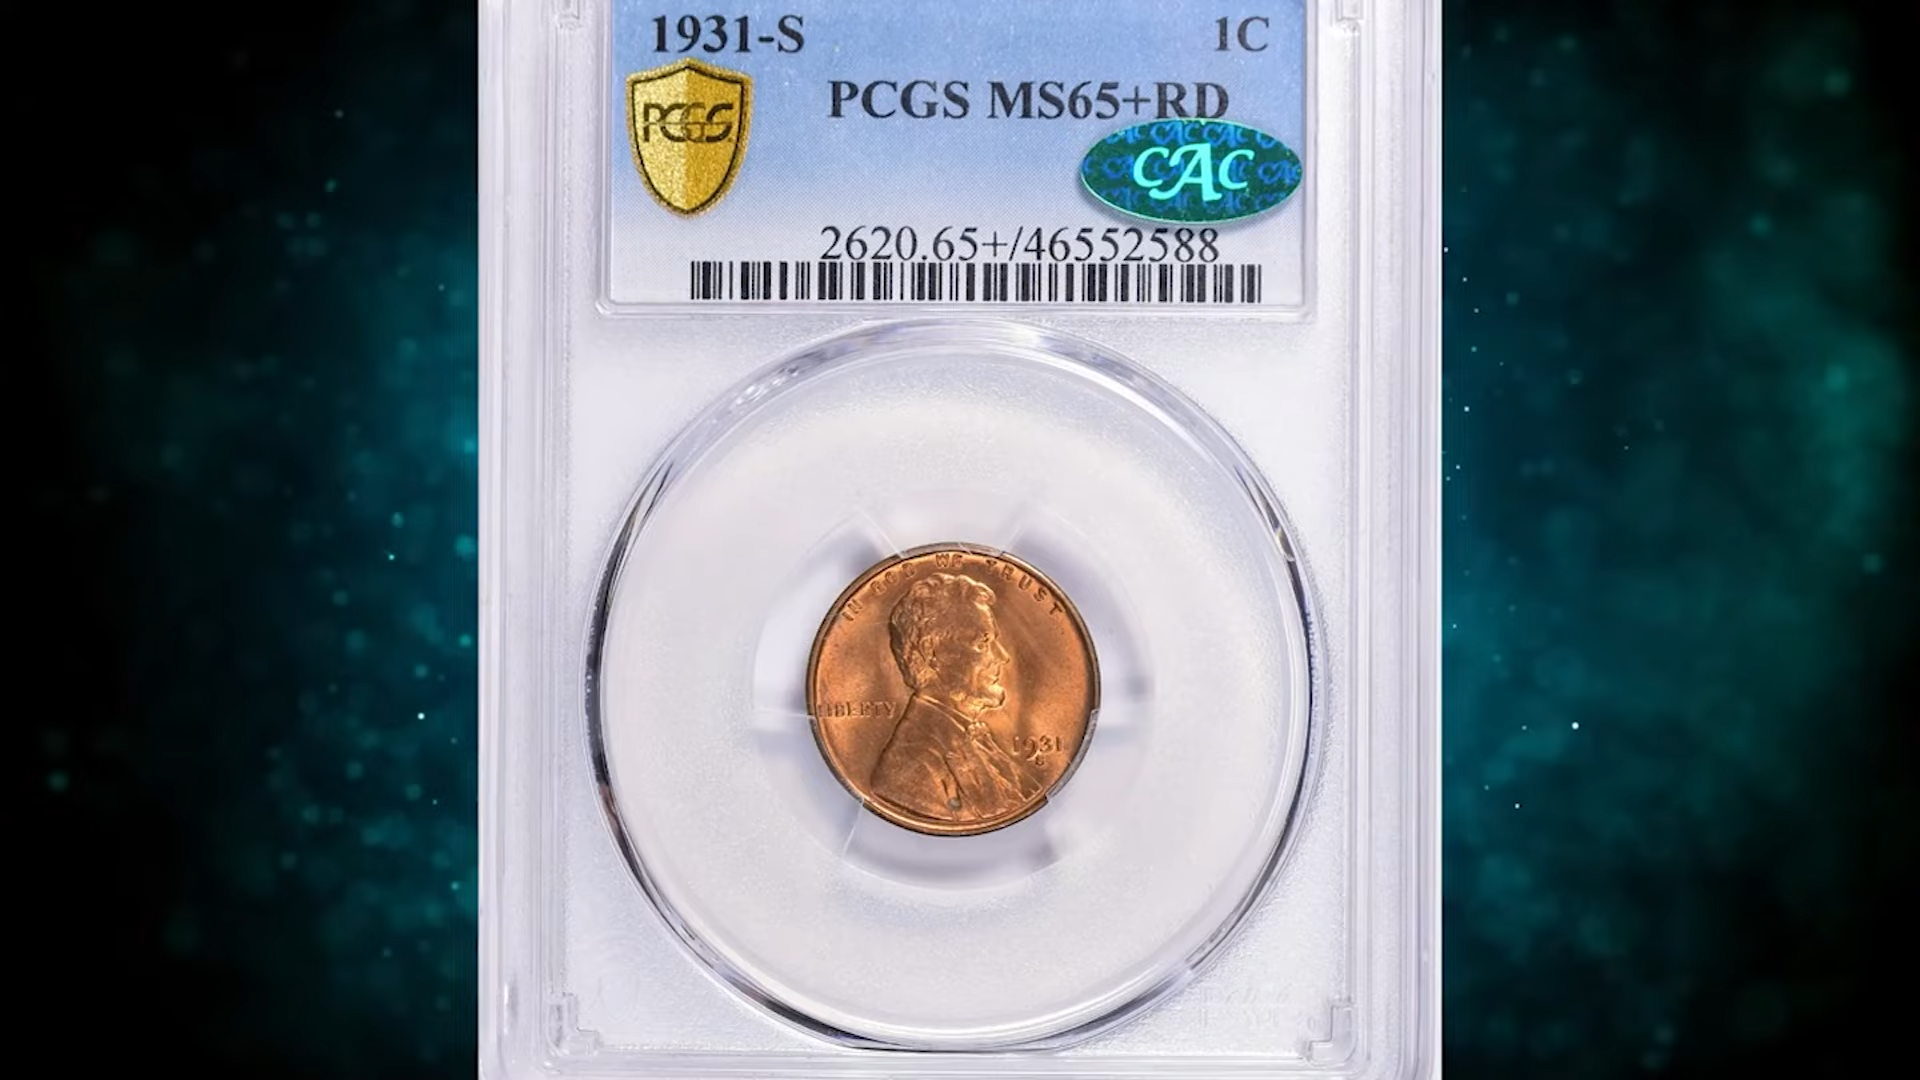 1931-S 1C
PCGS MS65+RD
PCGS
CAC
2620.65+/46552588
IN GOD WE TRUST
LIBERTY
1931
S